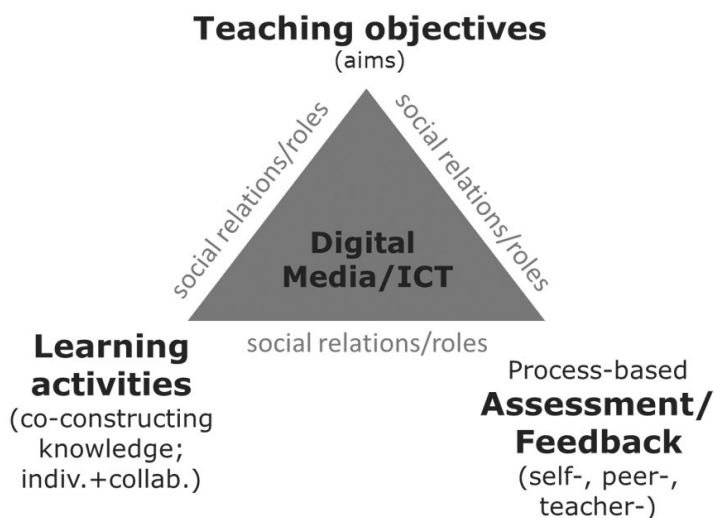 Teaching objectives
(aims)
social relations/roles
social relations/roles
Digital
Media/ICT
social relations/roles
Learning
activities
(co-constructing
knowledge;
indiv.+collab.)
Process-based
Assessment/
Feedback
(self-, peer-,
teacher-)